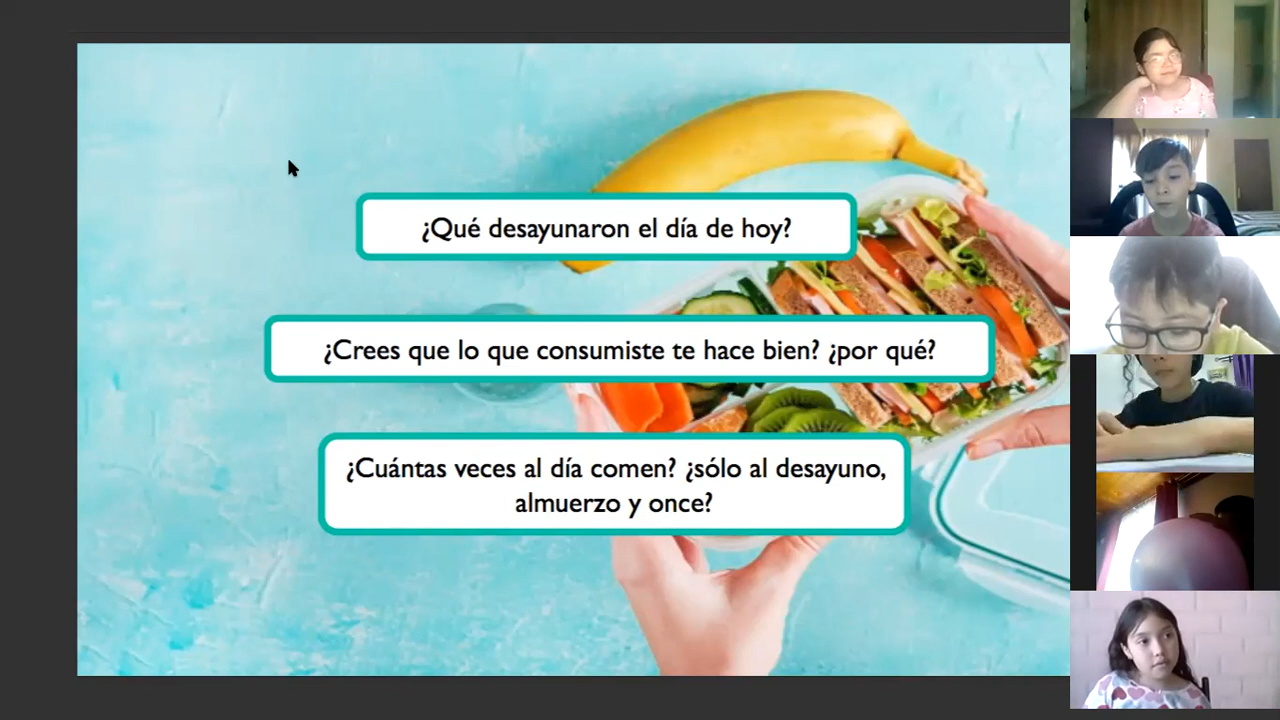 ¿Qué desayunaron el día de hoy?
¿Crees que lo que consumiste te hace bien? ¿por qué?
¿Cuántas veces al día comen? ¿sólo al desayuno,
almuerzo y once?